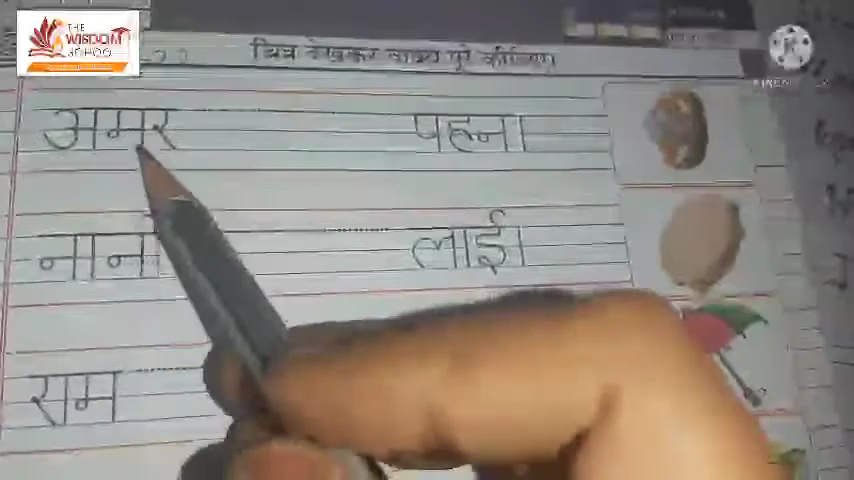 THE
WISDOM
SCHOOL
चित्र देखकर वाक्य पूरे कीजिए।
अमर पहना
नाना लाई
राम